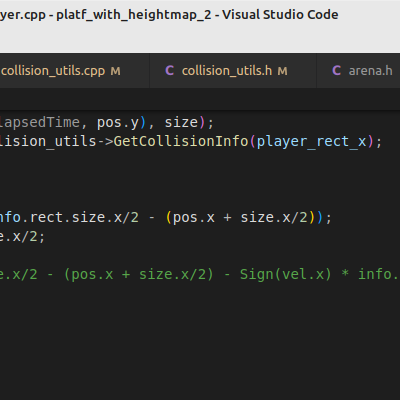 yer.cpp - platf_with_heightmap_2 - Visual Studio Code
collision_utils.cpp M C collision_utils.h M C arena.h
lapsedTime, pos.y), size);
lision_utils->GetCollisionInfo(player_rect_x);
nfo.rect.size.x/2 - (pos.x + size.x/2));
e.x/2;
e.x/2 - (pos.x + size.x/2) - Sign(vel.x) * info.